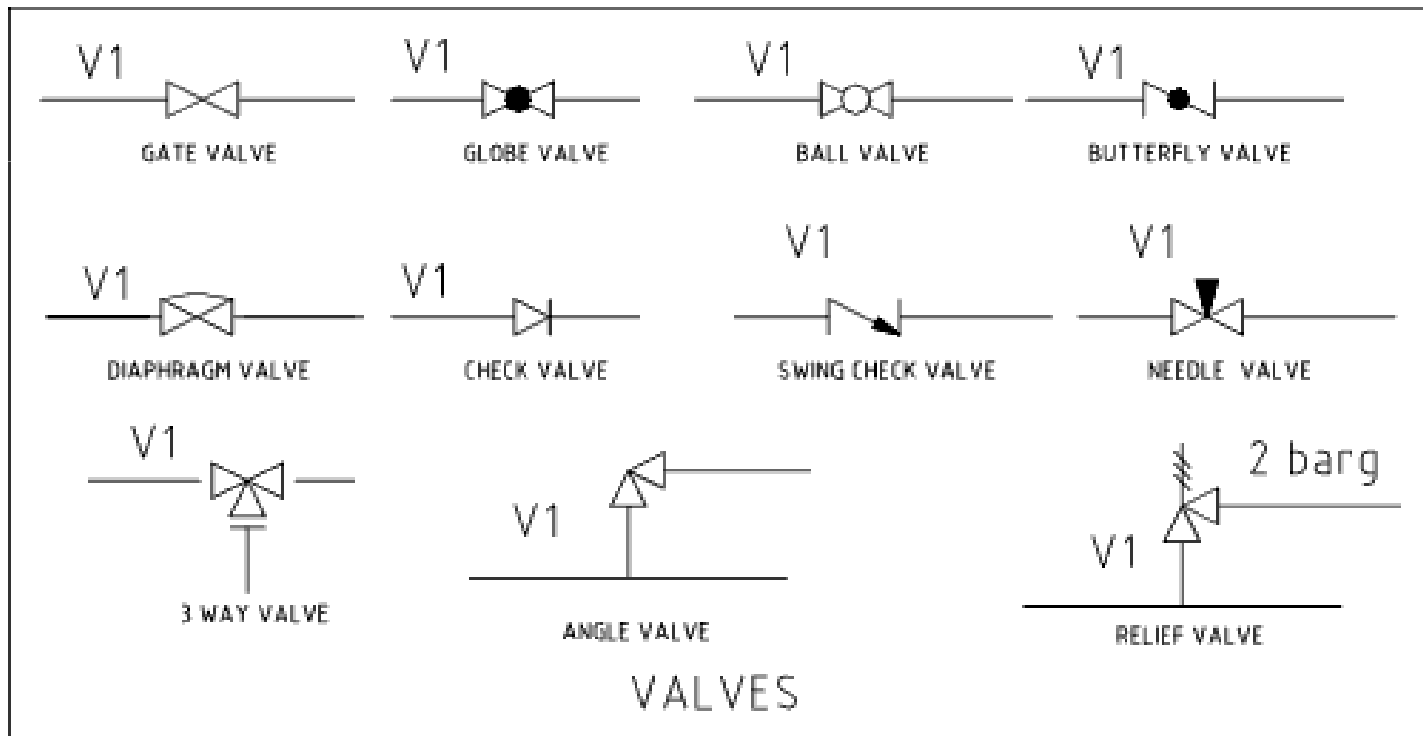 V1 V1 V1 V1
GATE VALVE GLOBE VALVE BALL VALVE BUTTERFLY VALVE
V1 V1 V1 V1
DIAPHRAGM VALVE CHECK VALVE SWING CHECK VALVE NEEDLE VALVE
V1 V1 V1 2 barg
3 WAY VALVE ANGLE VALVE RELIEF VALVE
VALVES